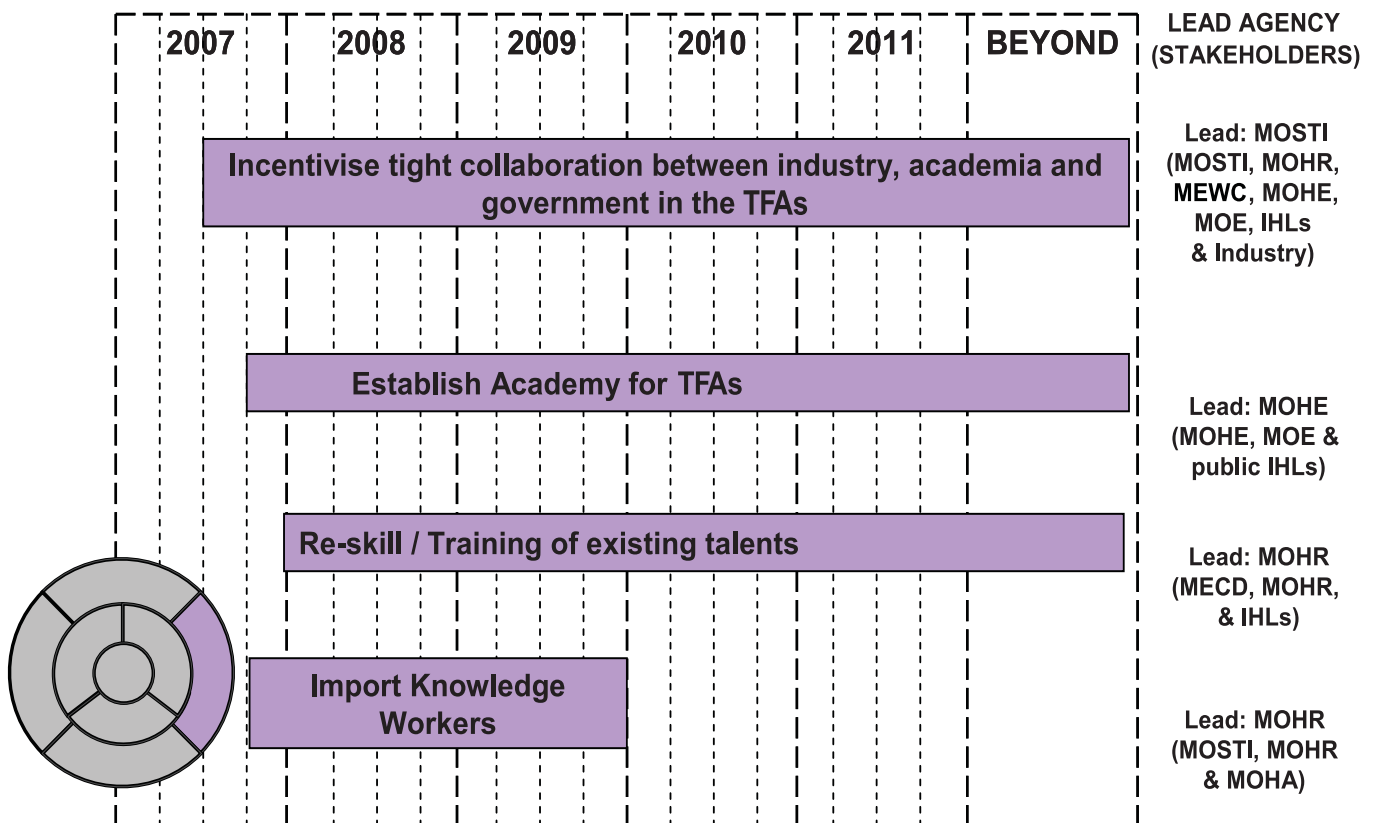 2007 2008 2009 2010 2011 BEYOND
LEAD AGENCY
(STAKEHOLDERS)
Incentivise tight collaboration between industry, academia and
government in the TFAs
Lead: MOSTI
(MOSTI, MOHR,
MEWC, MOHE,
MOE, IHLs
& Industry)
Establish Academy for TFAs
Lead: MOHE
(MOHE, MOE &
public IHLs)
Re-skill / Training of existing talents
Lead: MOHR
(MECD, MOHR,
& IHLs)
Import Knowledge
Workers
Lead: MOHR
(MOSTI, MOHR
& MOHA)